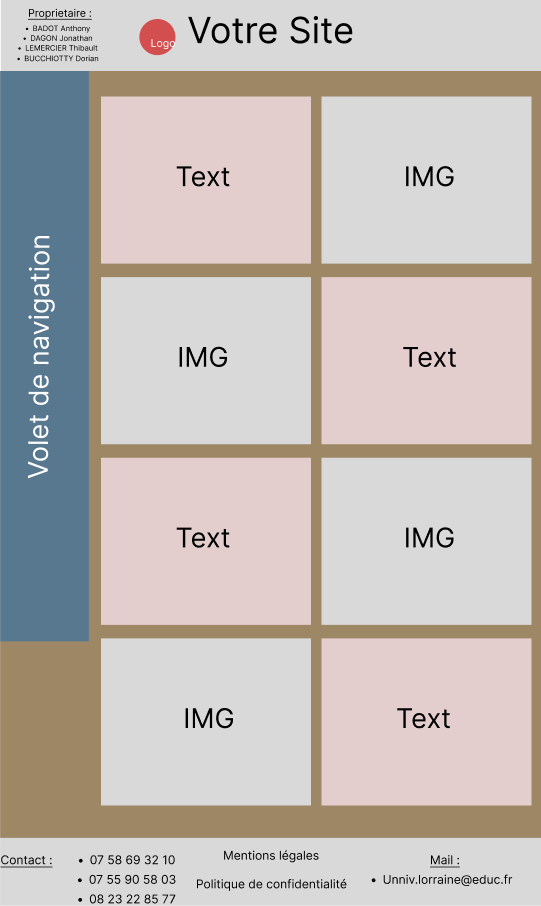 Proprietaire :
• BADOT Anthony
• DAGON Jonathan
• LEMERCIER Thibault
• BUCCHIOTTY Dorian
Logo
Votre Site
Volet de navigation
Text
IMG
IMG
Text
Text
IMG
IMG
Text
Contact :
• 07 58 69 32 10
• 07 55 90 58 03
• 08 23 22 85 77
Mentions légales
Politique de confidentialité
Mail :
• Unniv.lorraine@educ.fr